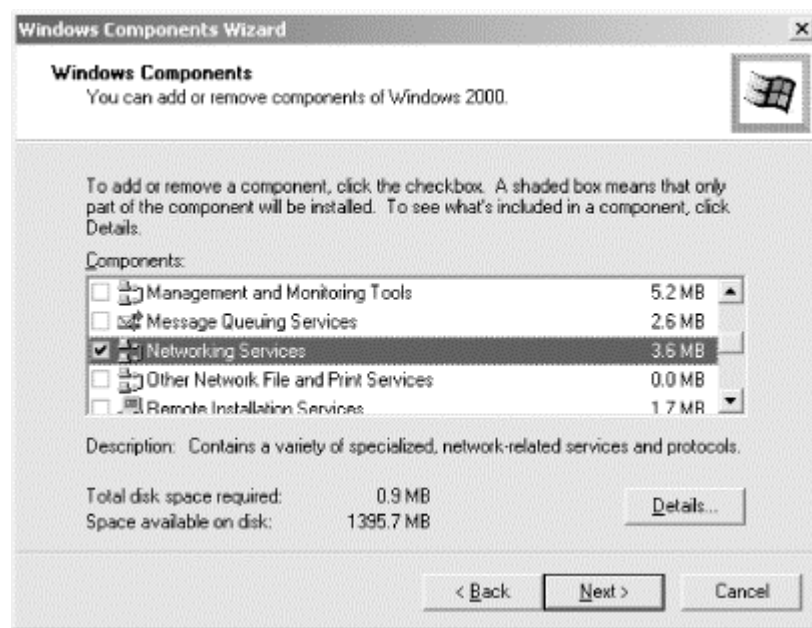 Windows Components Wizard
Windows Components
You can add or remove components of Windows 2000.
To add or remove a component, click the checkbox. A shaded box means that only
part of the component will be installed. To see what's included in a component, click
Details.
Components:
Management and Monitoring Tools 5.2 MB
Message Queuing Services 2.6 MB
Networking Services 3.6 MB
Other Network File and Print Services 0.0 MB
Remote Installation Services 1.7 MB
Description: Contains a variety of specialized, network-related services and protocols.
Total disk space required: 0.9 MB
Space available on disk: 1395.7 MB
Details...
< Back Next > Cancel